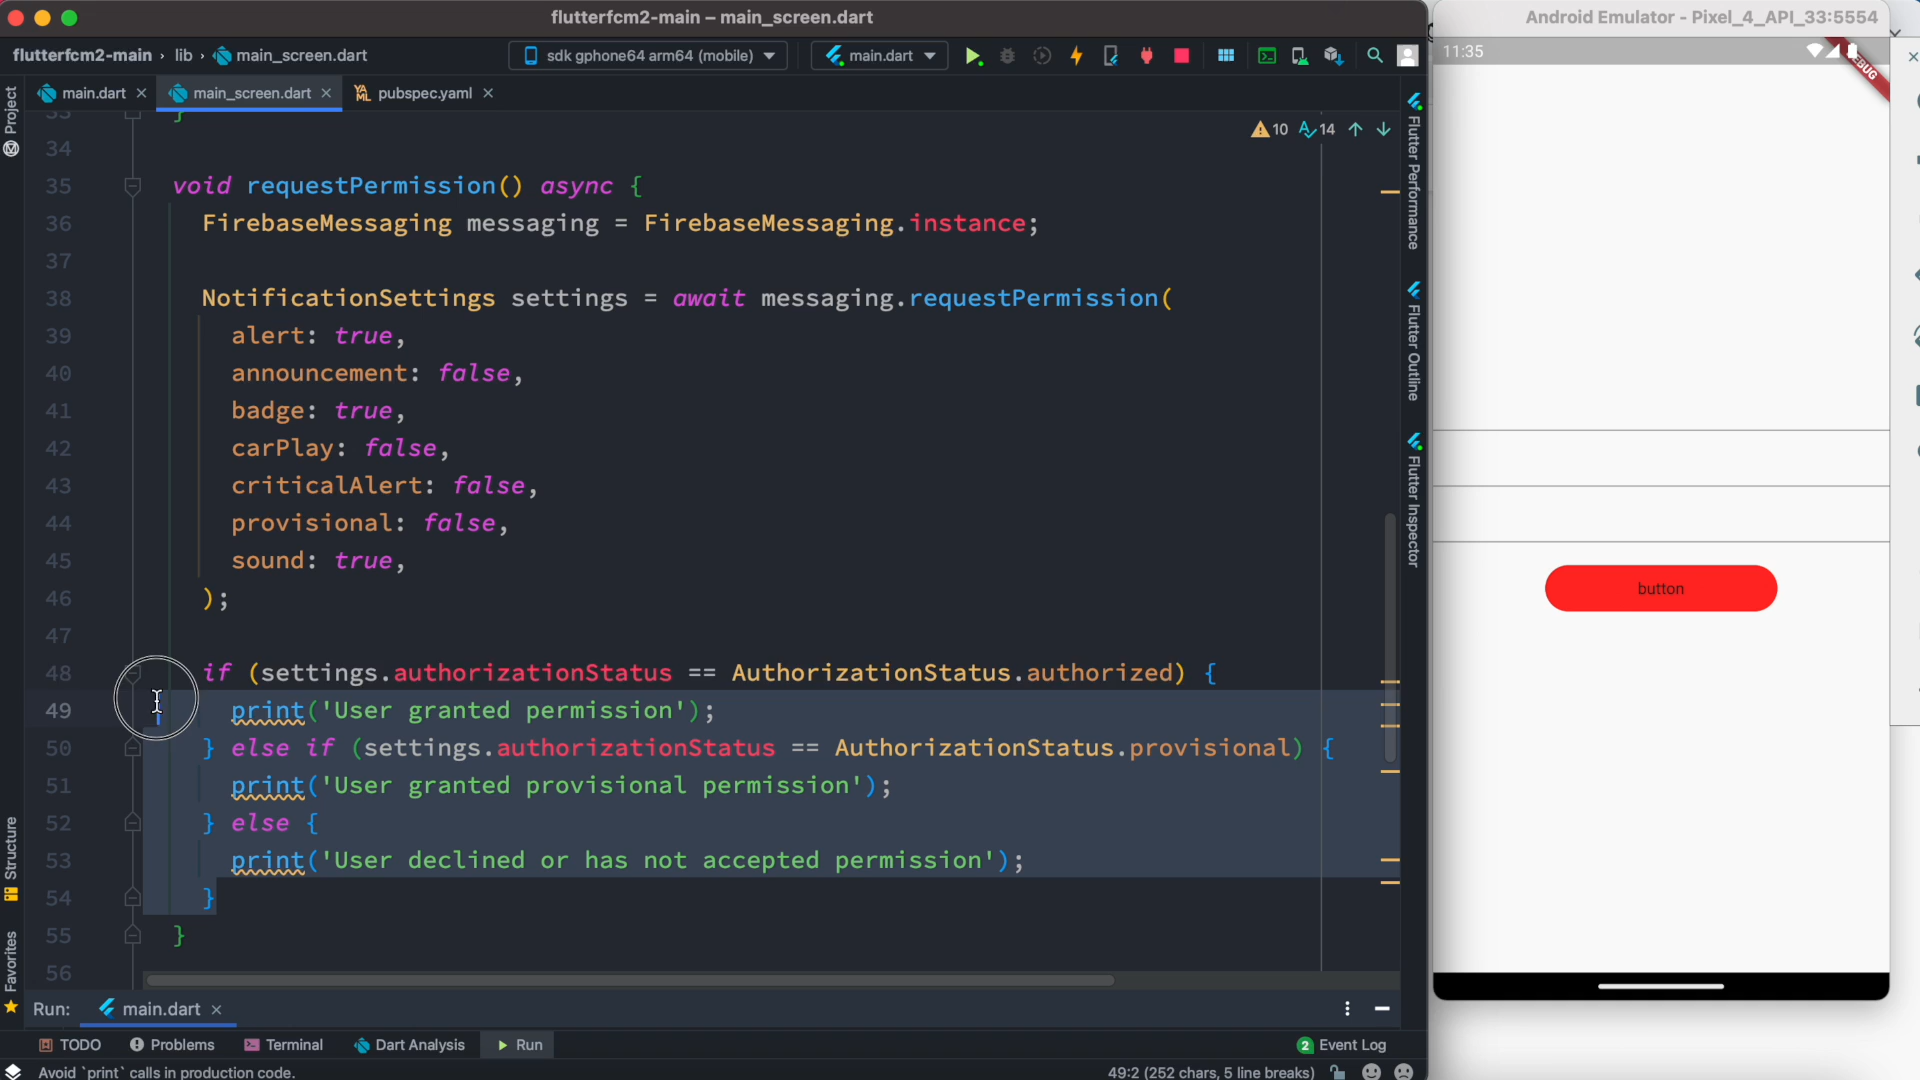 flutterfcm2-main – main_screen.dart
flutterfcm2-main › lib › main_screen.dart
sdk gphone64 arm64 (mobile)
main.dart
main.dart
main_screen.dart
pubspec.yaml
10
14
Project
Structure
Favorites
33 }
34
35 void requestPermission() async {
36 FirebaseMessaging messaging = FirebaseMessaging.instance;
37
38 NotificationSettings settings = await messaging.requestPermission(
39 alert: true,
40 announcement: false,
41 badge: true,
42 carPlay: false,
43 criticalAlert: false,
44 provisional: false,
45 sound: true,
46 );
47
48 if (settings.authorizationStatus == AuthorizationStatus.authorized) {
49 print('User granted permission');
50 } else if (settings.authorizationStatus == AuthorizationStatus.provisional) {
51 print('User granted provisional permission');
52 } else {
53 print('User declined or has not accepted permission');
54 }
55 }
56
Flutter Performance
Flutter Outline
Flutter Inspector
Run: main.dart
TODO
Problems
Terminal
Dart Analysis
Run
2 Event Log
Avoid `print` calls in production code.
49:2 (252 chars, 5 line breaks)
Android Emulator - Pixel_4_API_33:5554
11:35
button